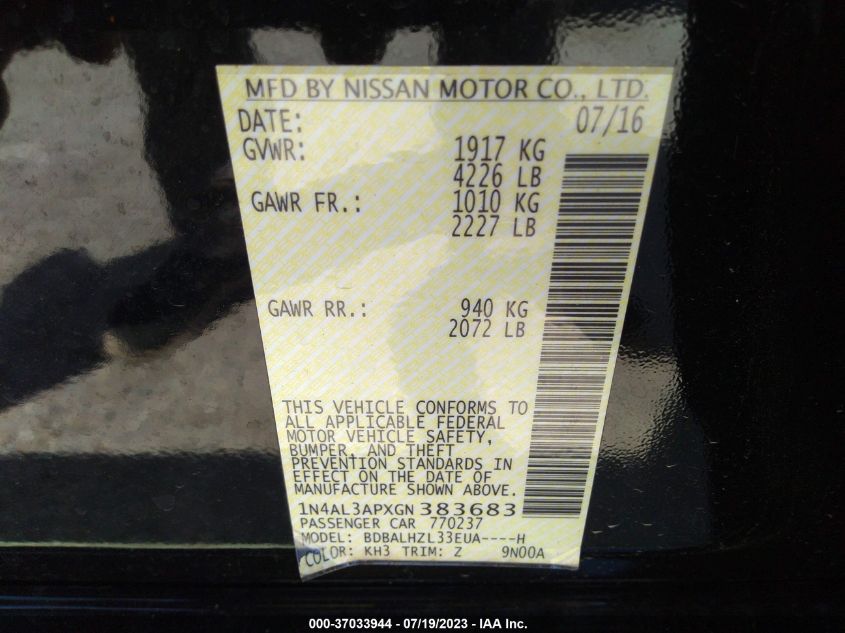 MFD BY NISSAN MOTOR CO., LTD.
DATE: 07/16
GVWR: 1917 KG
4226 LB
GAWR FR.: 1010 KG
2227 LB
GAWR RR.: 940 KG
2072 LB
THIS VEHICLE CONFORMS TO
ALL APPLICABLE FEDERAL
MOTOR VEHICLE SAFETY,
BUMPER, AND THEFT
PREVENTION STANDARDS IN
EFFECT ON THE DATE OF
MANUFACTURE SHOWN ABOVE.
1N4AL3APXGN383683
PASSENGER CAR 770237
MODEL: BDBALHZL33EUA----H
COLOR: KH3 TRIM: Z 9N00A
000-37033944 - 07/19/2023 - IAA Inc.